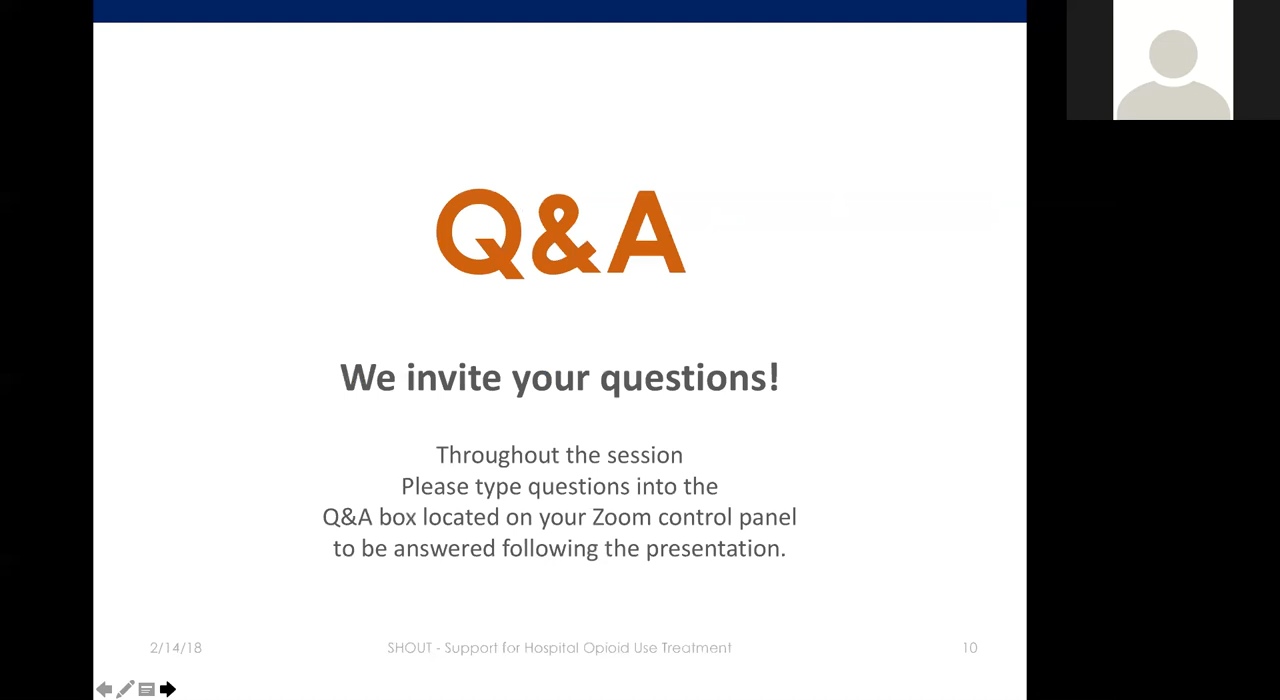 Q&A
We invite your questions!
Throughout the session
Please type questions into the
Q&A box located on your Zoom control panel
to be answered following the presentation.
2/14/18 SHOUT - Support for Hospital Opioid Use Treatment 10